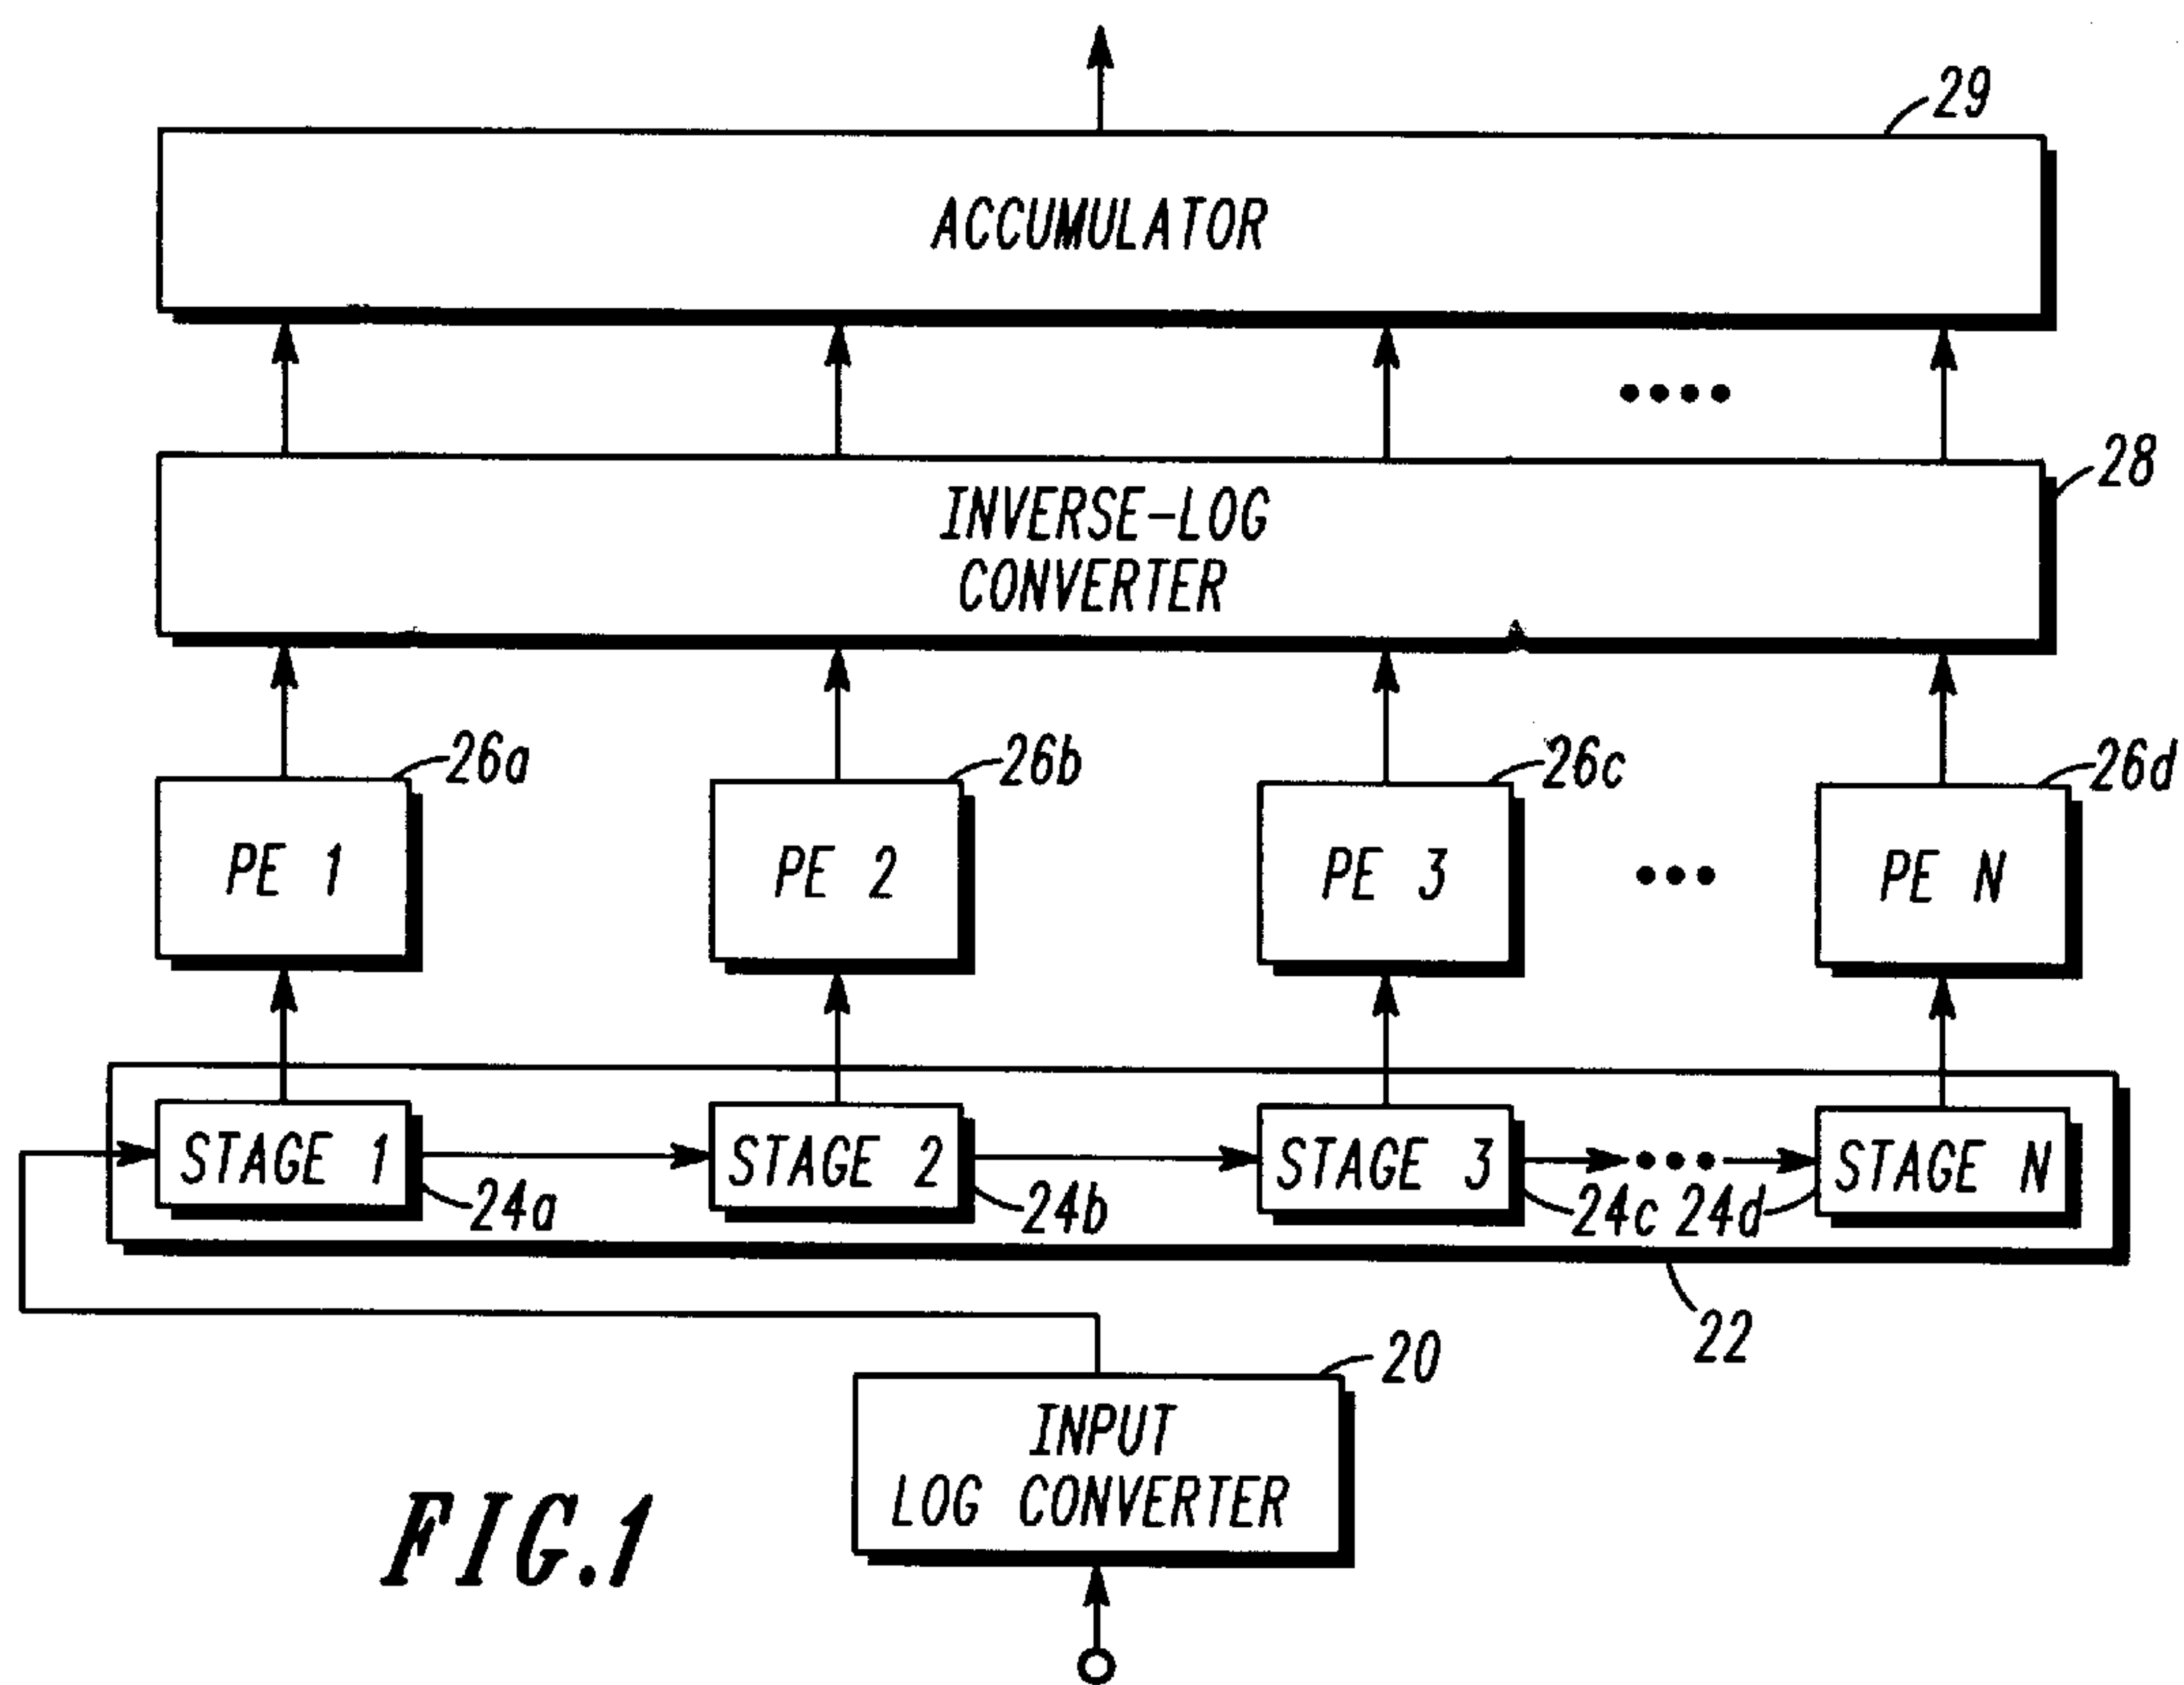 29
ACCUMULATOR
28
INVERSE-LOG
CONVERTER
26a
26b
26c
26d
PE 1
PE 2
PE 3
PE N
STAGE 1
STAGE 2
STAGE 3
STAGE N
24a
24b
24c
24d
22
20
INPUT
LOG CONVERTER
FIG.1